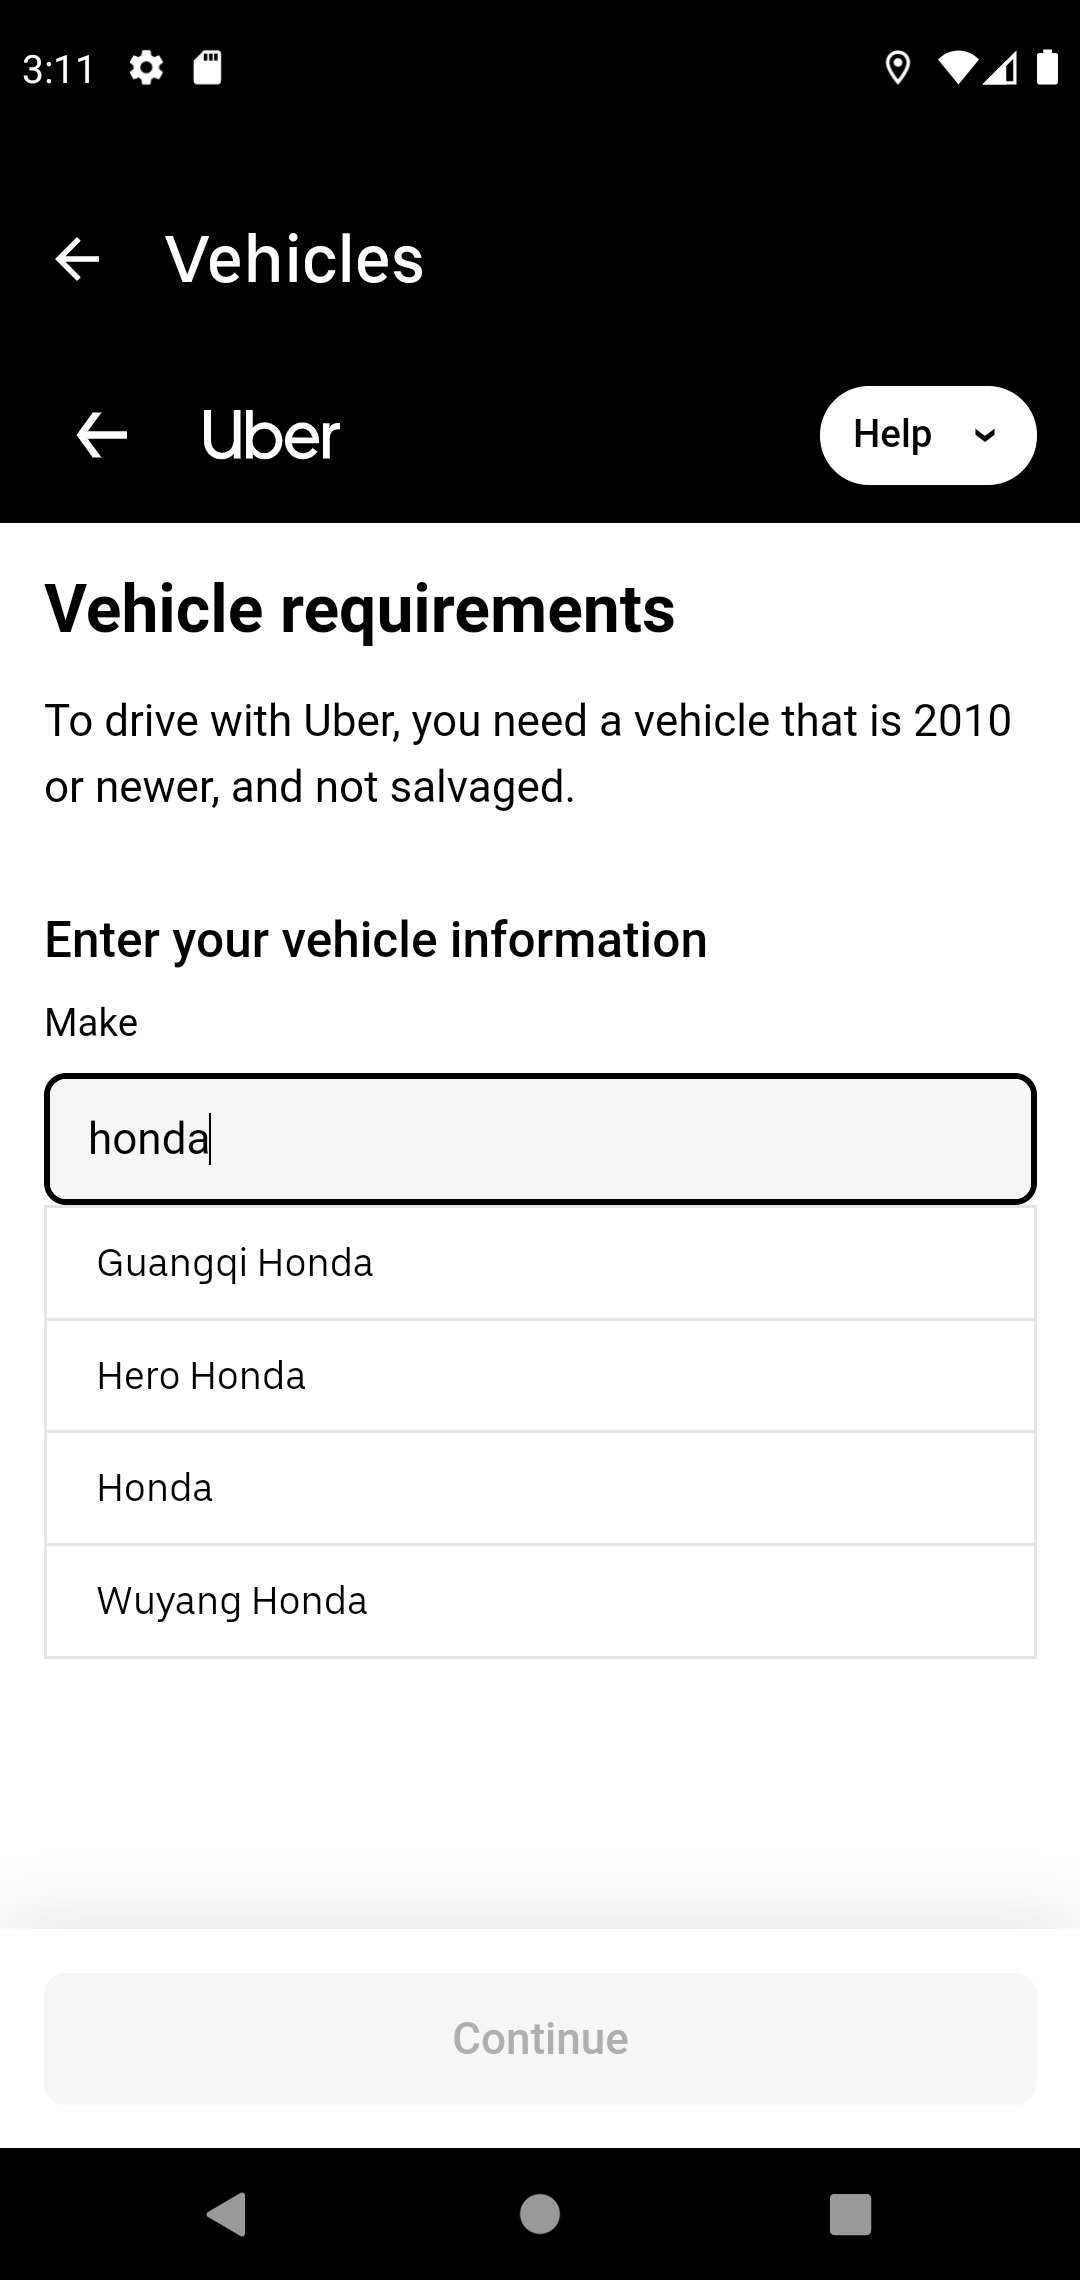 3:11
Vehicles
Uber
Help
Vehicle requirements
To drive with Uber, you need a vehicle that is 2010
or newer, and not salvaged.
Enter your vehicle information
Make
honda
Guangqi Honda
Hero Honda
Honda
Wuyang Honda
Continue